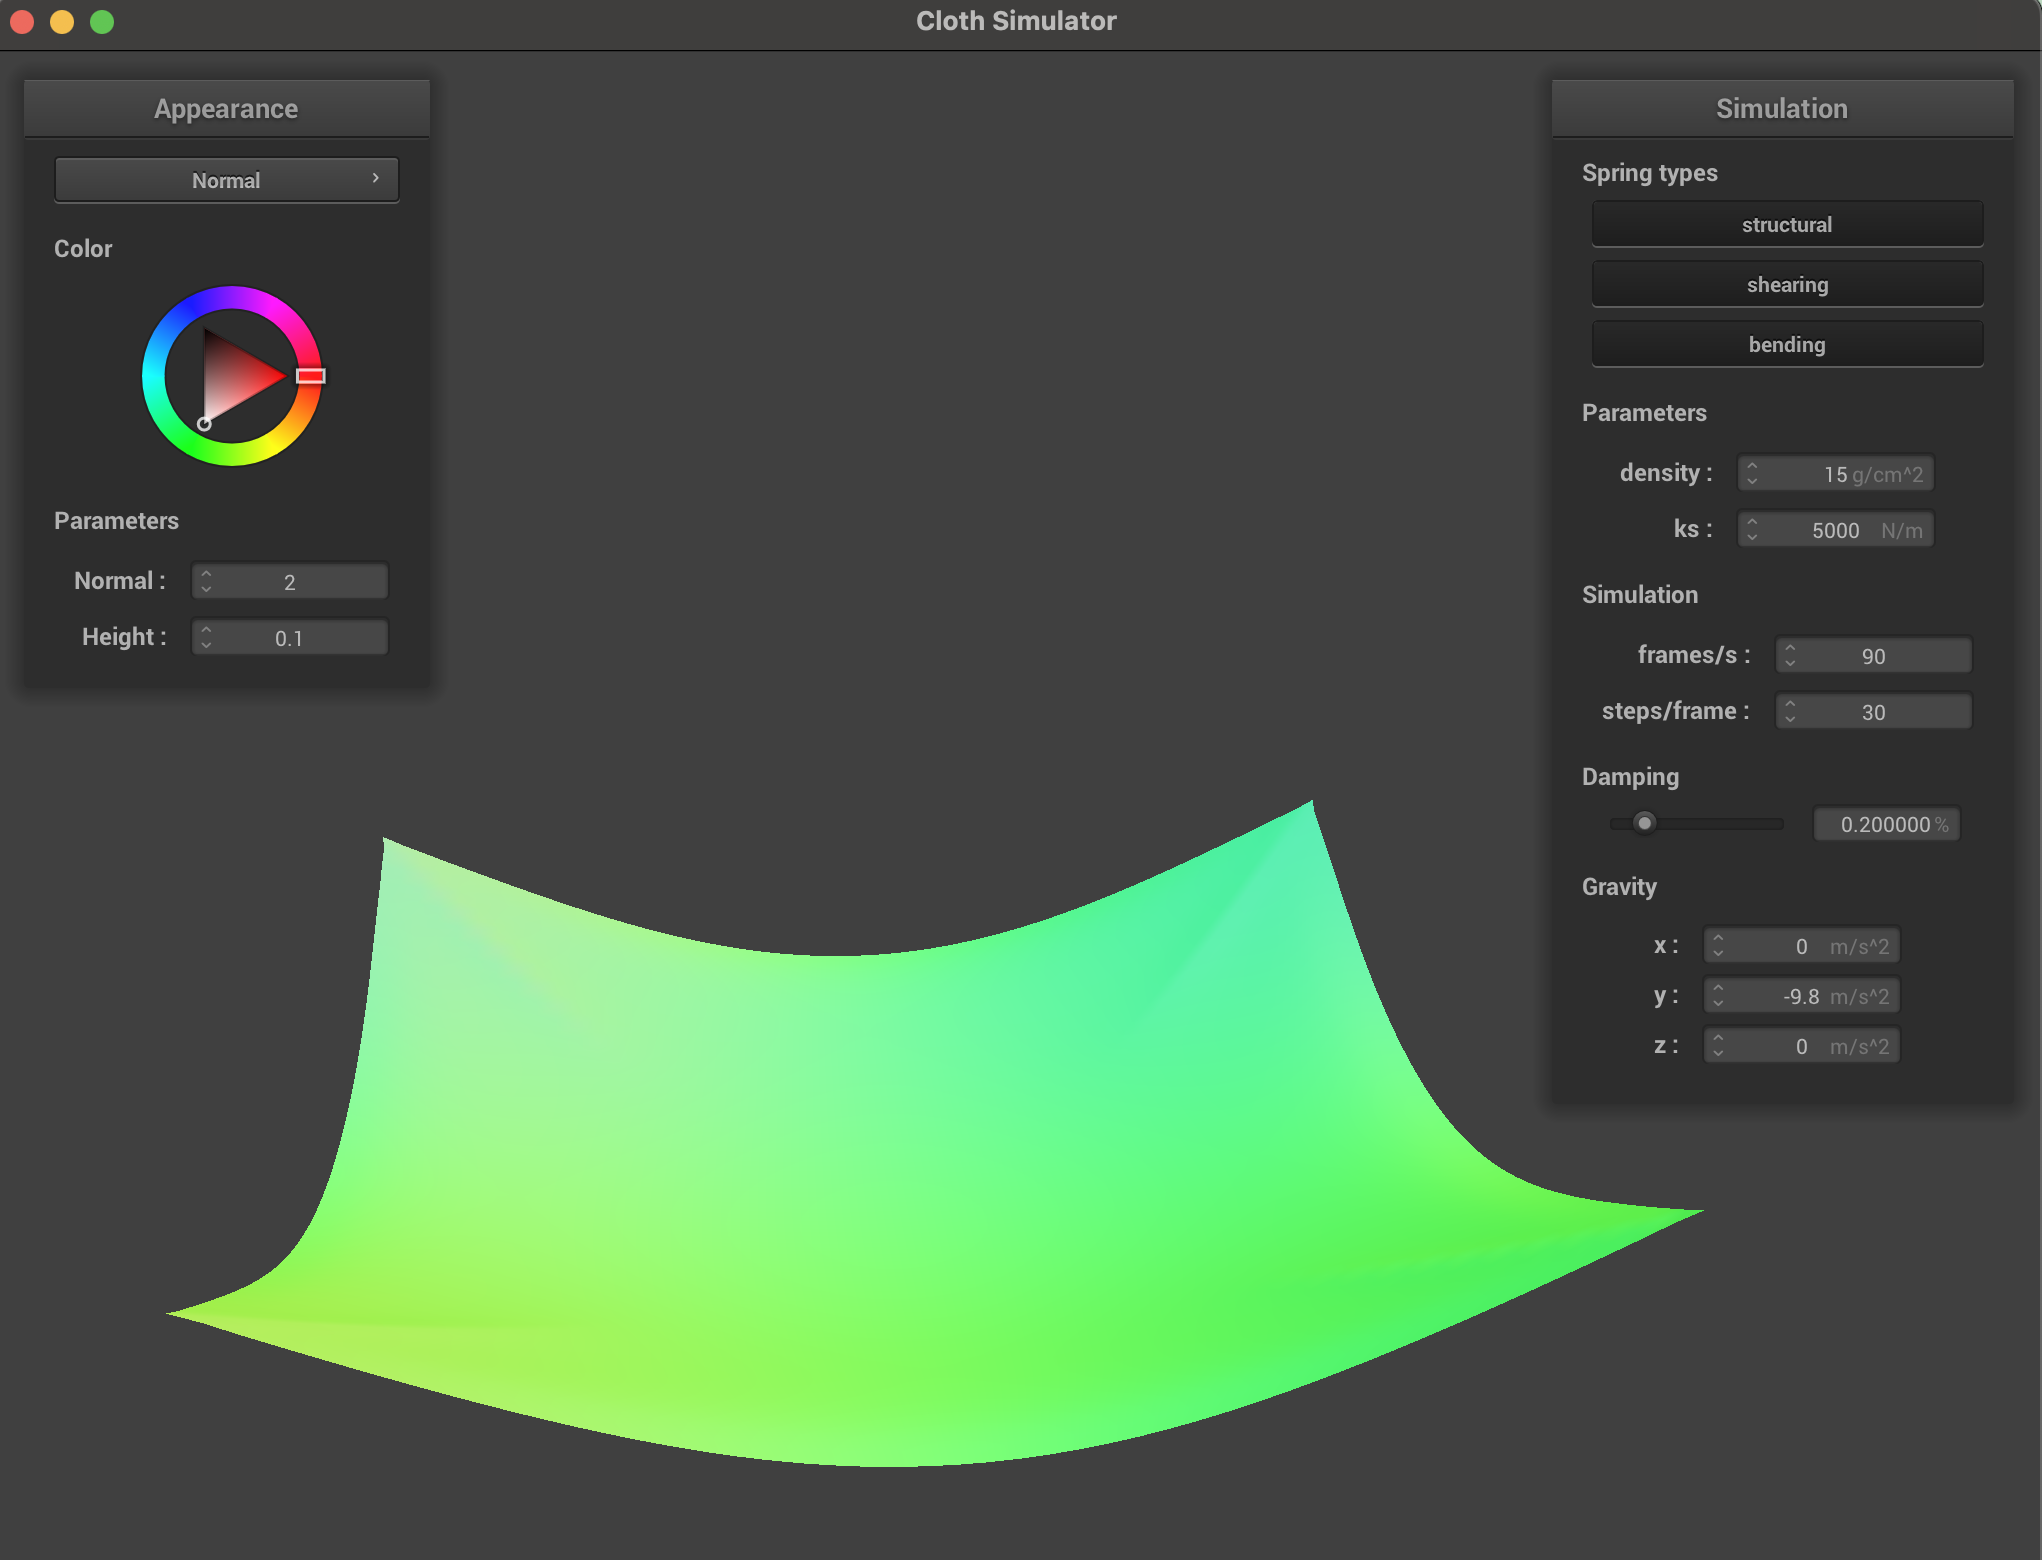 Cloth Simulator
Appearance
Normal
Color
Parameters
Normal : 2
Height : 0.1
Simulation
Spring types
structural
shearing
bending
Parameters
density : 15 g/cm^2
ks : 5000 N/m
Simulation
frames/s : 90
steps/frame : 30
Damping
0.200000 %
Gravity
x : 0 m/s^2
y : -9.8 m/s^2
z : 0 m/s^2